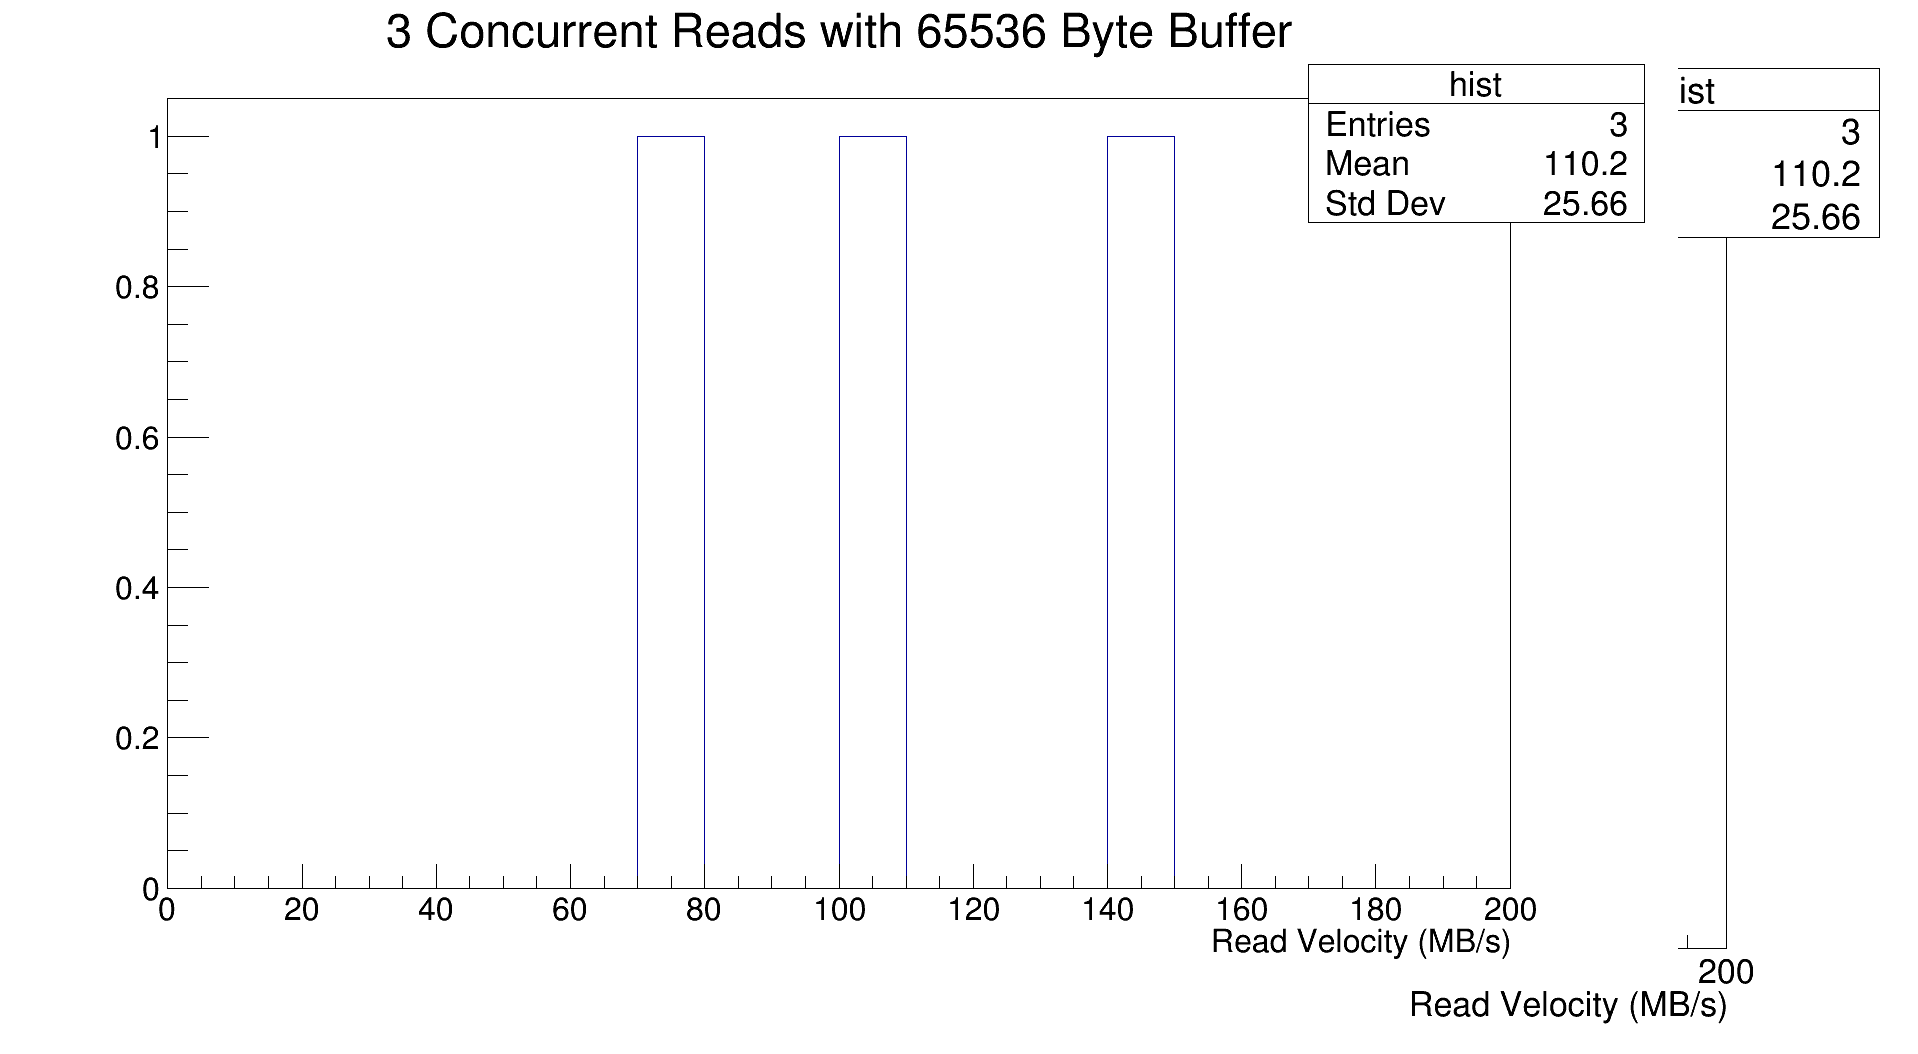 3 Concurrent Reads with 65536 Byte Buffer
hist
Entries 3
Mean 110.2
Std Dev 25.66
ist
3
110.2
25.66
1
0.8
0.6
0.4
0.2
0
0 20 40 60 80 100 120 140 160 180 200
Read Velocity (MB/s)
200
Read Velocity (MB/s)